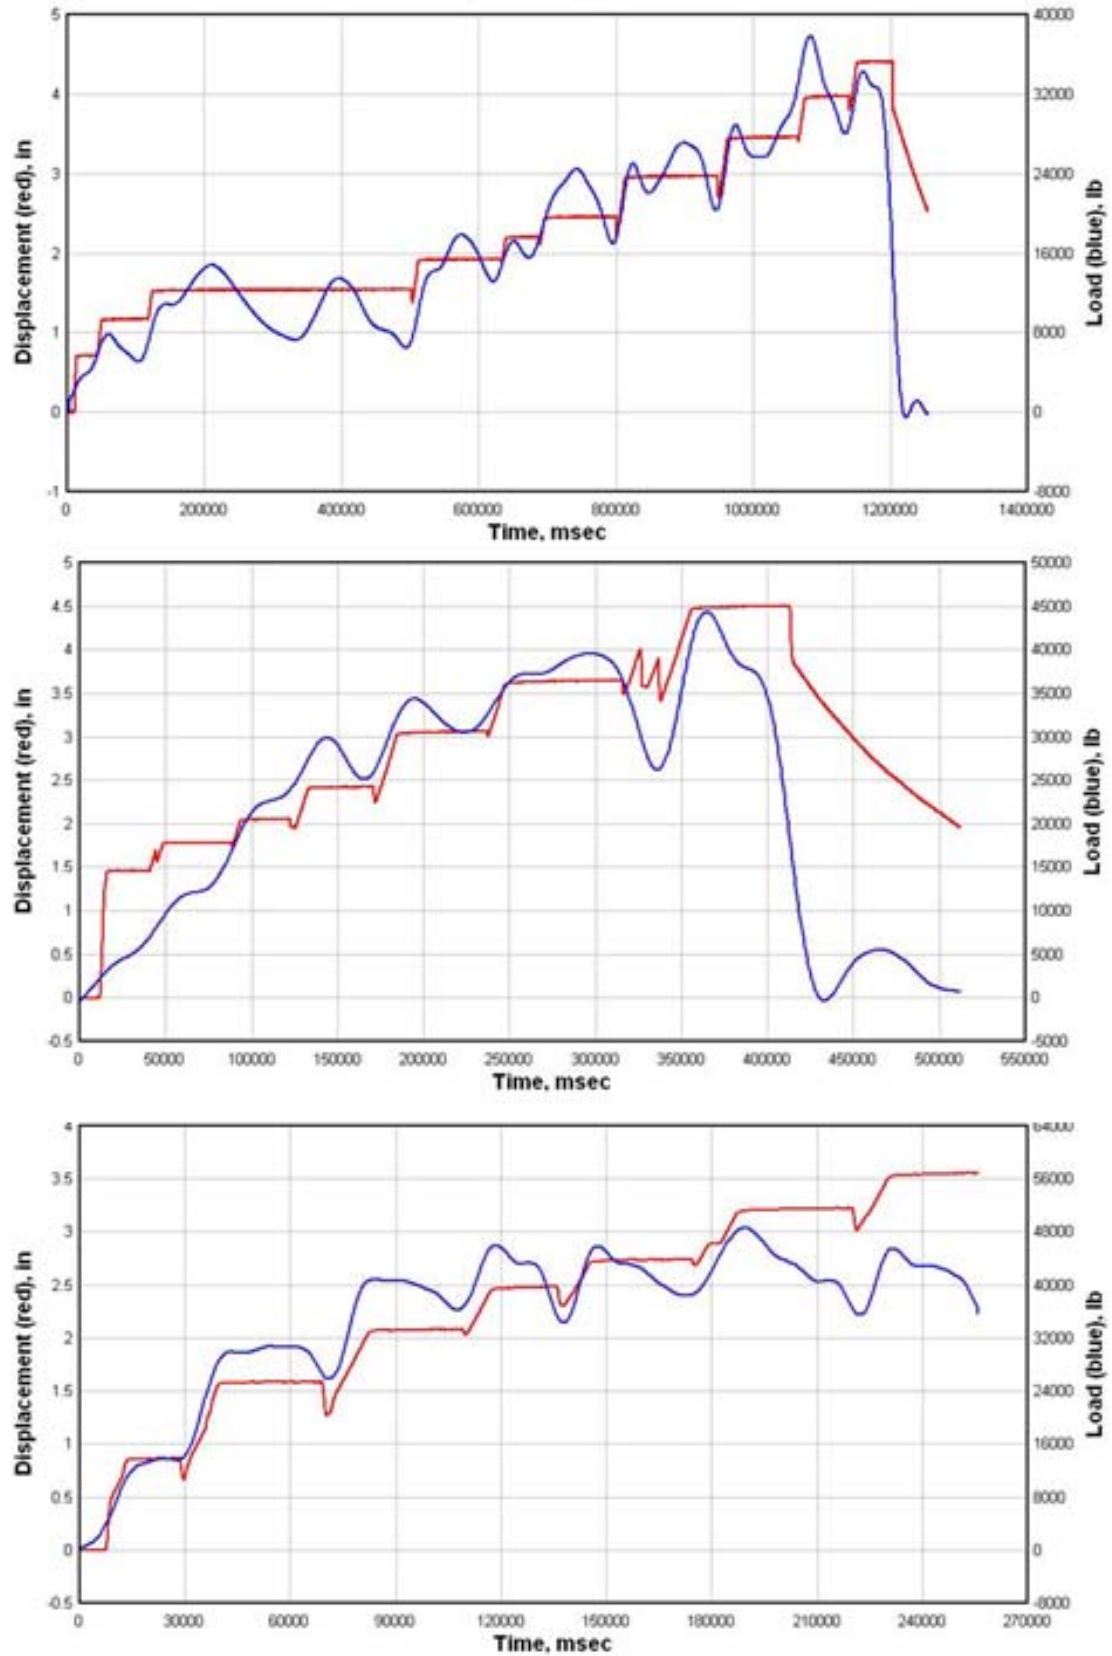 5 40000
4 32000
3 24000
2 16000
1 8000
0 0
-1 -8000
Displacement (red), in
Load (blue), lb
0 200000 400000 600000 800000 1000000 1200000 1400000
Time, msec
5 50000
4.5 45000
4 40000
3.5 35000
3 30000
2.5 25000
2 20000
1.5 15000
1 10000
0.5 5000
0 0
-0.5 -5000
Displacement (red), in
Load (blue), lb
0 50000 100000 150000 200000 250000 300000 350000 400000 450000 500000 550000
Time, msec
4 64000
3.5 56000
3 48000
2.5 40000
2 32000
1.5 24000
1 16000
0.5 8000
0 0
-0.5 -8000
Displacement (red), in
Load (blue), lb
0 30000 60000 90000 120000 150000 180000 210000 240000 270000
Time, msec